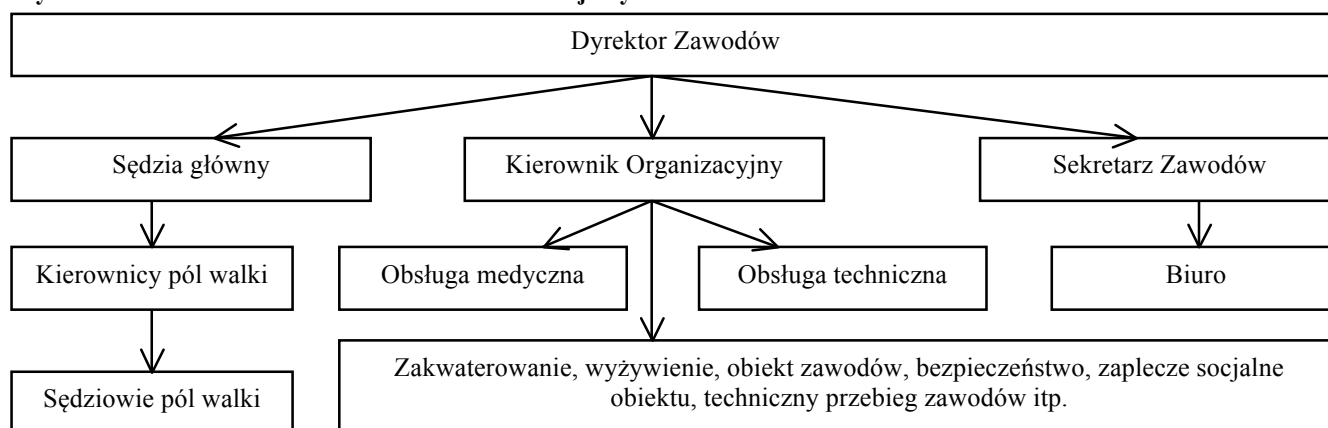 Dyrektor Zawodów
Sędzia główny
Kierownik Organizacyjny
Sekretarz Zawodów
Kierownicy pól walki
Obsługa medyczna
Obsługa techniczna
Biuro
Sędziowie pól walki
Zakwaterowanie, wyżywienie, obiekt zawodów, bezpieczeństwo, zaplecze socjalne
obiektu, techniczny przebieg zawodów itp.